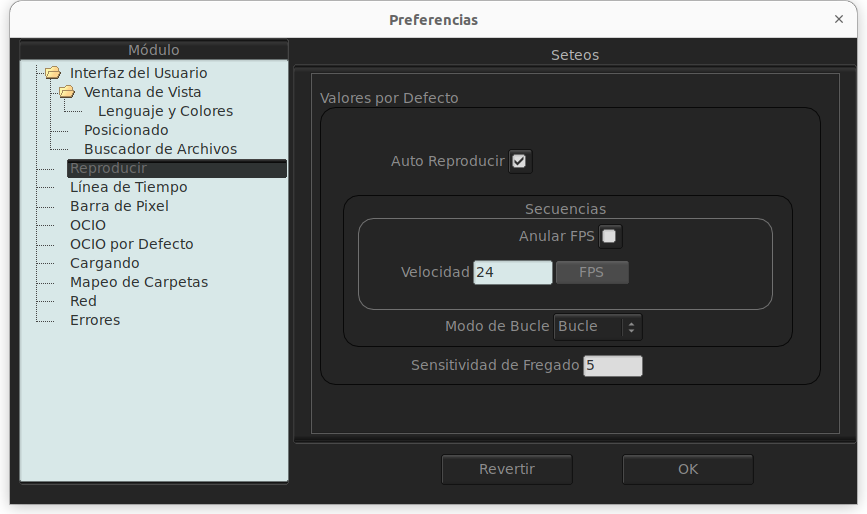 Preferencias
Módulo
Interfaz del Usuario
Ventana de Vista
Lenguaje y Colores
Posicionado
Buscador de Archivos
Reproducir
Línea de Tiempo
Barra de Pixel
OCIO
OCIO por Defecto
Cargando
Mapeo de Carpetas
Red
Errores
Seteos
Valores por Defecto
Auto Reproducir
Secuencias
Anular FPS
Velocidad 24 FPS
Modo de Bucle Bucle
Sensitividad de Fregado 5
Revertir OK